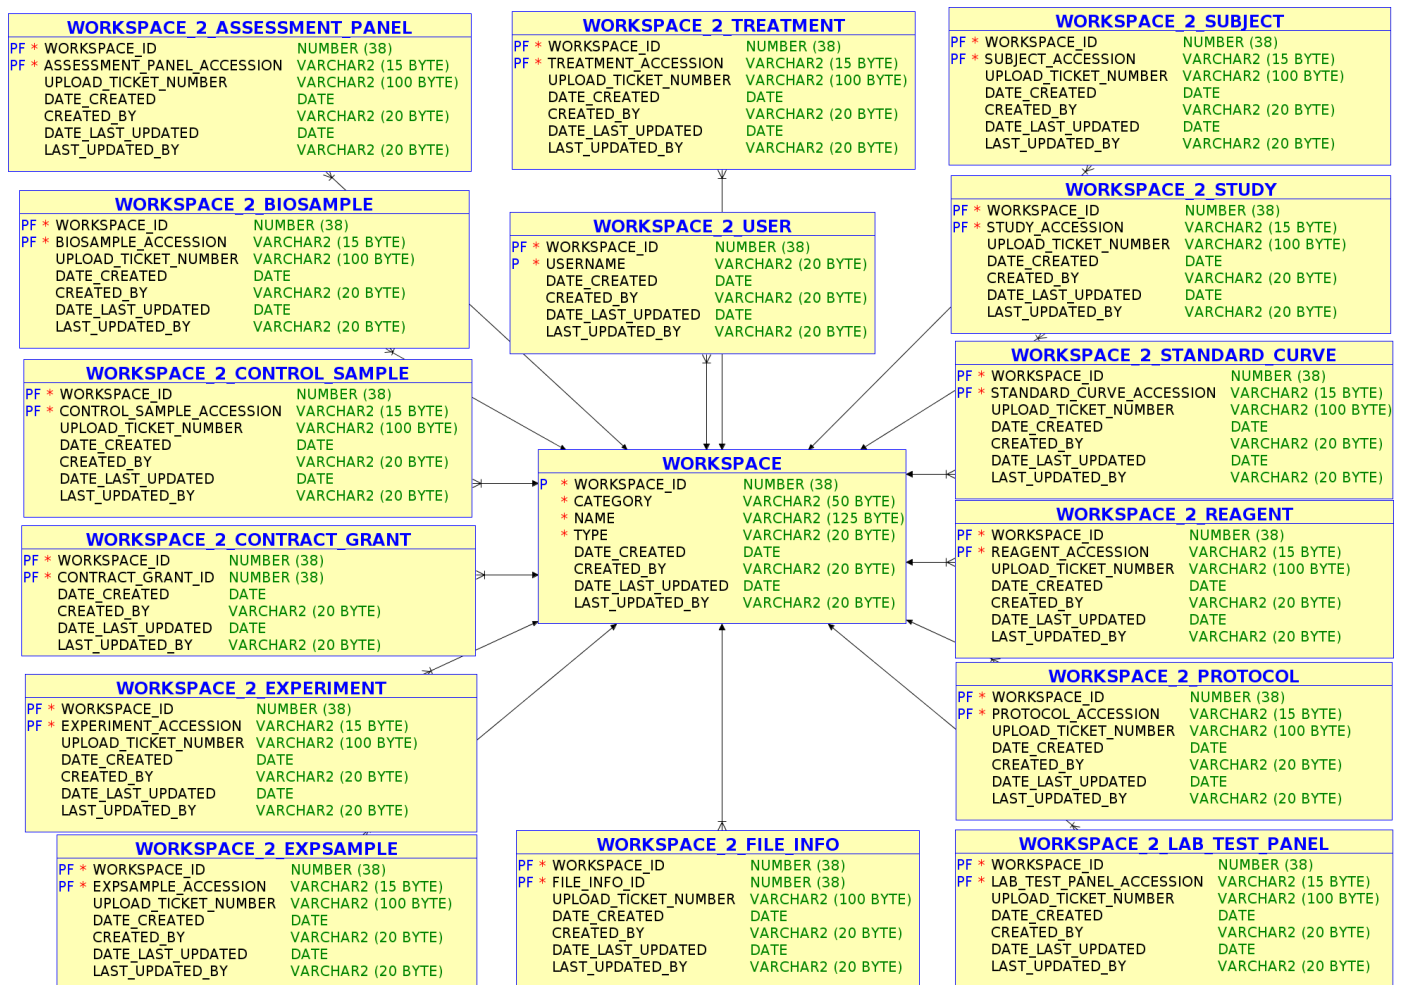 WORKSPACE_2_ASSESSMENT_PANEL
PF * WORKSPACE_ID NUMBER (38)
PF * ASSESSMENT_PANEL_ACCESSION VARCHAR2 (15 BYTE)
UPLOAD_TICKET_NUMBER VARCHAR2 (100 BYTE)
DATE_CREATED DATE
CREATED_BY VARCHAR2 (20 BYTE)
DATE_LAST_UPDATED DATE
LAST_UPDATED_BY VARCHAR2 (20 BYTE)
WORKSPACE_2_TREATMENT
PF * WORKSPACE_ID NUMBER (38)
PF * TREATMENT_ACCESSION VARCHAR2 (15 BYTE)
UPLOAD_TICKET_NUMBER VARCHAR2 (100 BYTE)
DATE_CREATED DATE
CREATED_BY VARCHAR2 (20 BYTE)
DATE_LAST_UPDATED DATE
LAST_UPDATED_BY VARCHAR2 (20 BYTE)
WORKSPACE_2_SUBJECT
PF * WORKSPACE_ID NUMBER (38)
PF * SUBJECT_ACCESSION VARCHAR2 (15 BYTE)
UPLOAD_TICKET_NUMBER VARCHAR2 (100 BYTE)
DATE_CREATED DATE
CREATED_BY VARCHAR2 (20 BYTE)
DATE_LAST_UPDATED DATE
LAST_UPDATED_BY VARCHAR2 (20 BYTE)
WORKSPACE_2_BIOSAMPLE
PF * WORKSPACE_ID NUMBER (38)
PF * BIOSAMPLE_ACCESSION VARCHAR2 (15 BYTE)
UPLOAD_TICKET_NUMBER VARCHAR2 (100 BYTE)
DATE_CREATED DATE
CREATED_BY VARCHAR2 (20 BYTE)
DATE_LAST_UPDATED DATE
LAST_UPDATED_BY VARCHAR2 (20 BYTE)
WORKSPACE_2_USER
PF * WORKSPACE_ID NUMBER (38)
P * USERNAME VARCHAR2 (20 BYTE)
DATE_CREATED DATE
CREATED_BY VARCHAR2 (20 BYTE)
DATE_LAST_UPDATED DATE
LAST_UPDATED_BY VARCHAR2 (20 BYTE)
WORKSPACE_2_STUDY
PF * WORKSPACE_ID NUMBER (38)
PF * STUDY_ACCESSION VARCHAR2 (15 BYTE)
UPLOAD_TICKET_NUMBER VARCHAR2 (100 BYTE)
DATE_CREATED DATE
CREATED_BY VARCHAR2 (20 BYTE)
DATE_LAST_UPDATED DATE
LAST_UPDATED_BY VARCHAR2 (20 BYTE)
WORKSPACE_2_CONTROL_SAMPLE
PF * WORKSPACE_ID NUMBER (38)
PF * CONTROL_SAMPLE_ACCESSION VARCHAR2 (15 BYTE)
UPLOAD_TICKET_NUMBER VARCHAR2 (100 BYTE)
DATE_CREATED DATE
CREATED_BY VARCHAR2 (20 BYTE)
DATE_LAST_UPDATED DATE
LAST_UPDATED_BY VARCHAR2 (20 BYTE)
WORKSPACE_2_STANDARD_CURVE
PF * WORKSPACE_ID NUMBER (38)
PF * STANDARD_CURVE_ACCESSION VARCHAR2 (15 BYTE)
UPLOAD_TICKET_NUMBER VARCHAR2 (100 BYTE)
DATE_CREATED DATE
CREATED_BY VARCHAR2 (20 BYTE)
DATE_LAST_UPDATED DATE
LAST_UPDATED_BY VARCHAR2 (20 BYTE)
WORKSPACE
P * WORKSPACE_ID NUMBER (38)
* CATEGORY VARCHAR2 (50 BYTE)
* NAME VARCHAR2 (125 BYTE)
* TYPE VARCHAR2 (20 BYTE)
DATE_CREATED DATE
CREATED_BY VARCHAR2 (20 BYTE)
DATE_LAST_UPDATED DATE
LAST_UPDATED_BY VARCHAR2 (20 BYTE)
WORKSPACE_2_CONTRACT_GRANT
PF * WORKSPACE_ID NUMBER (38)
PF * CONTRACT_GRANT_ID NUMBER (38)
DATE_CREATED DATE
CREATED_BY VARCHAR2 (20 BYTE)
DATE_LAST_UPDATED DATE
LAST_UPDATED_BY VARCHAR2 (20 BYTE)
WORKSPACE_2_REAGENT
PF * WORKSPACE_ID NUMBER (38)
PF * REAGENT_ACCESSION VARCHAR2 (15 BYTE)
UPLOAD_TICKET_NUMBER VARCHAR2 (100 BYTE)
DATE_CREATED DATE
CREATED_BY VARCHAR2 (20 BYTE)
DATE_LAST_UPDATED DATE
LAST_UPDATED_BY VARCHAR2 (20 BYTE)
WORKSPACE_2_EXPERIMENT
PF * WORKSPACE_ID NUMBER (38)
PF * EXPERIMENT_ACCESSION VARCHAR2 (15 BYTE)
UPLOAD_TICKET_NUMBER VARCHAR2 (100 BYTE)
DATE_CREATED DATE
CREATED_BY VARCHAR2 (20 BYTE)
DATE_LAST_UPDATED DATE
LAST_UPDATED_BY VARCHAR2 (20 BYTE)
WORKSPACE_2_PROTOCOL
PF * WORKSPACE_ID NUMBER (38)
PF * PROTOCOL_ACCESSION VARCHAR2 (15 BYTE)
UPLOAD_TICKET_NUMBER VARCHAR2 (100 BYTE)
DATE_CREATED DATE
CREATED_BY VARCHAR2 (20 BYTE)
DATE_LAST_UPDATED DATE
LAST_UPDATED_BY VARCHAR2 (20 BYTE)
WORKSPACE_2_EXPSAMPLE
PF * WORKSPACE_ID NUMBER (38)
PF * EXPSAMPLE_ACCESSION VARCHAR2 (15 BYTE)
UPLOAD_TICKET_NUMBER VARCHAR2 (100 BYTE)
DATE_CREATED DATE
CREATED_BY VARCHAR2 (20 BYTE)
DATE_LAST_UPDATED DATE
LAST_UPDATED_BY VARCHAR2 (20 BYTE)
WORKSPACE_2_FILE_INFO
PF * WORKSPACE_ID NUMBER (38)
PF * FILE_INFO_ID NUMBER (38)
UPLOAD_TICKET_NUMBER VARCHAR2 (100 BYTE)
DATE_CREATED DATE
CREATED_BY VARCHAR2 (20 BYTE)
DATE_LAST_UPDATED DATE
LAST_UPDATED_BY VARCHAR2 (20 BYTE)
WORKSPACE_2_LAB_TEST_PANEL
PF * WORKSPACE_ID NUMBER (38)
PF * LAB_TEST_PANEL_ACCESSION VARCHAR2 (15 BYTE)
UPLOAD_TICKET_NUMBER VARCHAR2 (100 BYTE)
DATE_CREATED DATE
CREATED_BY VARCHAR2 (20 BYTE)
DATE_LAST_UPDATED DATE
LAST_UPDATED_BY VARCHAR2 (20 BYTE)